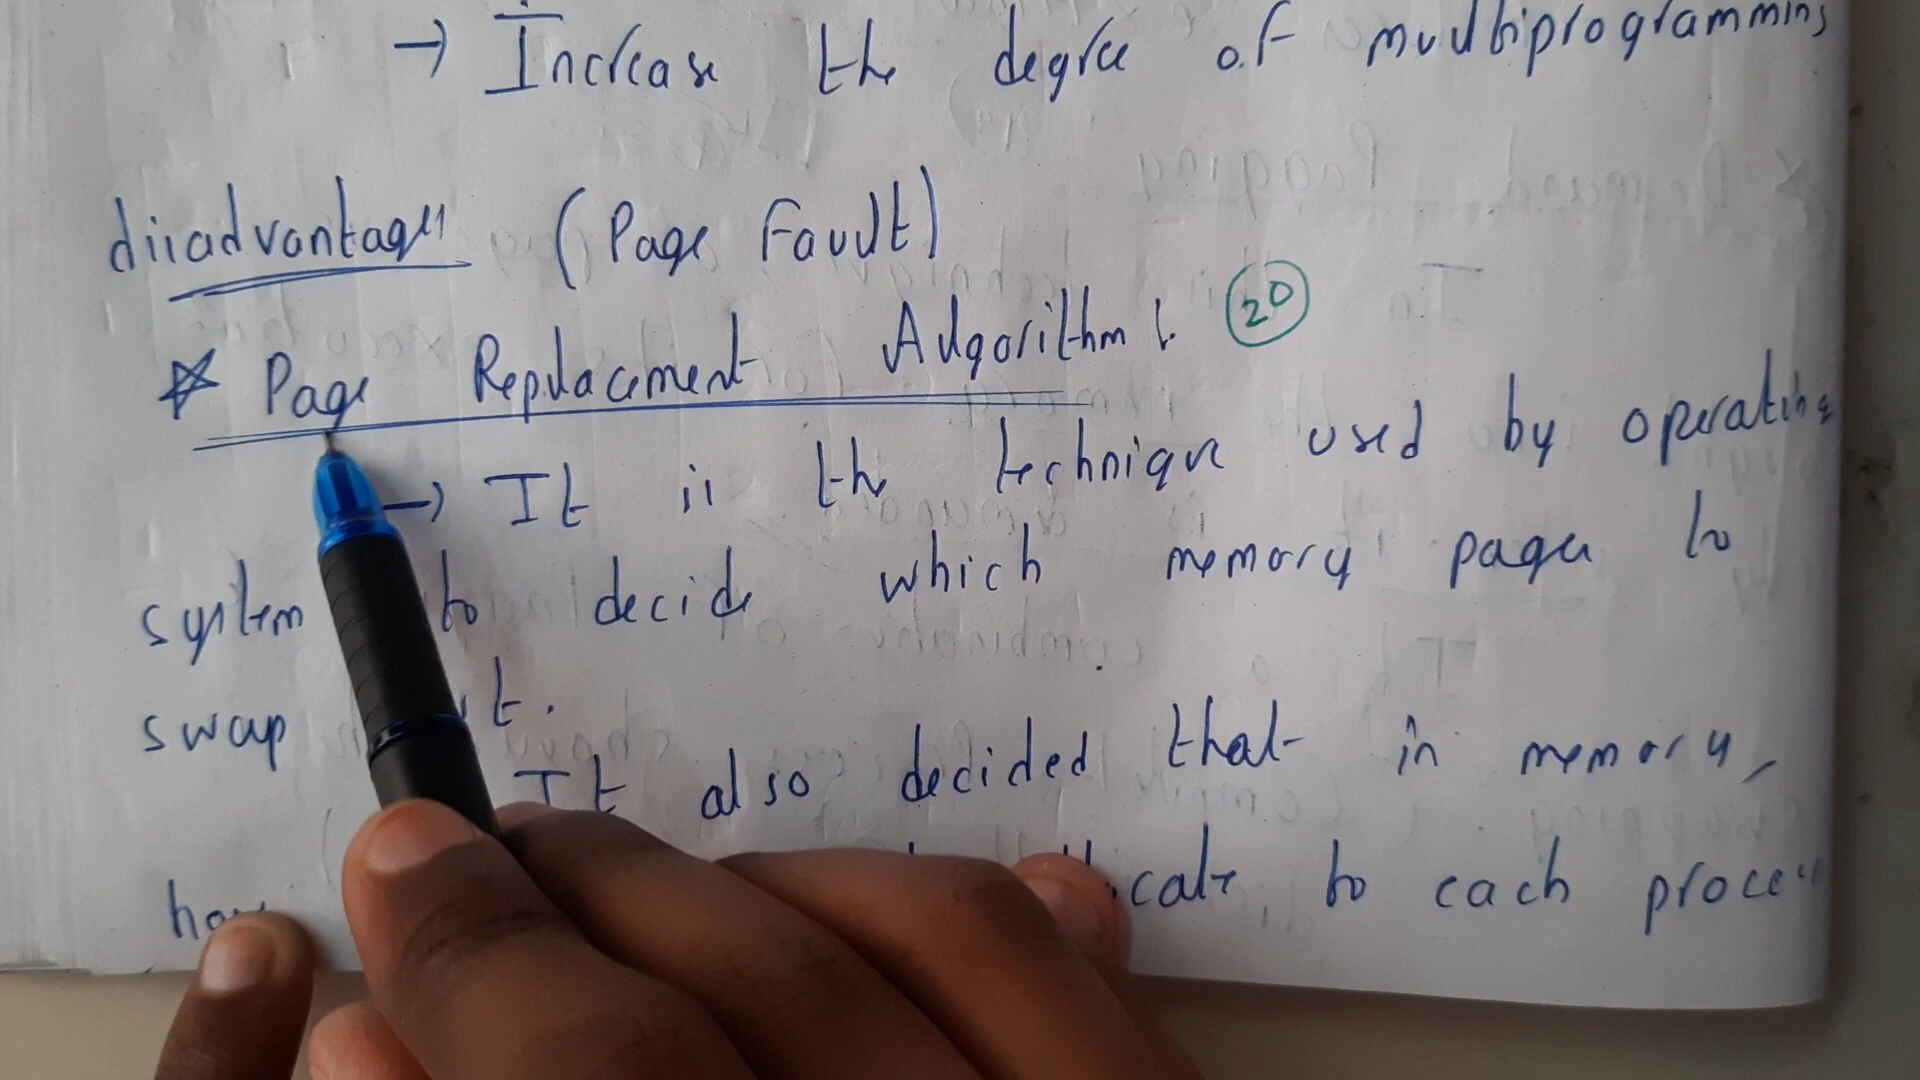 → Increase the degree of multiprogramming
disadvantages (Page Fault)
* Page Replacement Algorithm :- 20
→ It is the technique used by operating
system to decide which memory pages to
swap
It also decided that in memory,
to each process